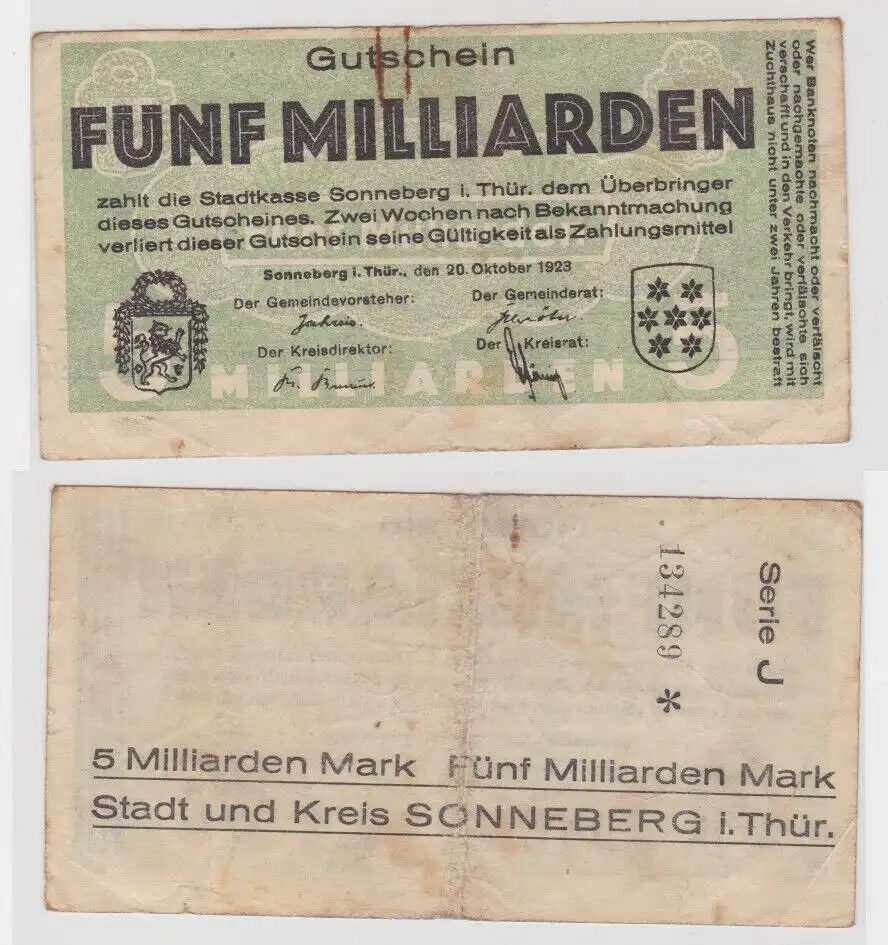 Gutschein
FÜNF MILLIARDEN
zahlt die Stadtkasse Sonneberg i. Thür. dem Überbringer
dieses Gutscheines. Zwei Wochen nach Bekanntmachung
verliert dieser Gutschein seine Gültigkeit als Zahlungsmittel
Sonneberg i. Thür., den 20. Oktober 1923
Der Gemeindevorsteher:
Der Gemeinderat:
Der Kreisdirektor:
Der Kreisrat:
5 MILLIARDEN 5
Wer Banknoten nachmacht oder verfälscht
oder nachgemachte oder verfälschte sich
verschafft und in den Verkehr bringt, wird mit
Zuchthaus nicht unter zwei Jahren bestraft
Serie J
134289 *
5 Milliarden Mark Fünf Milliarden Mark
Stadt und Kreis SONNEBERG i. Thür.